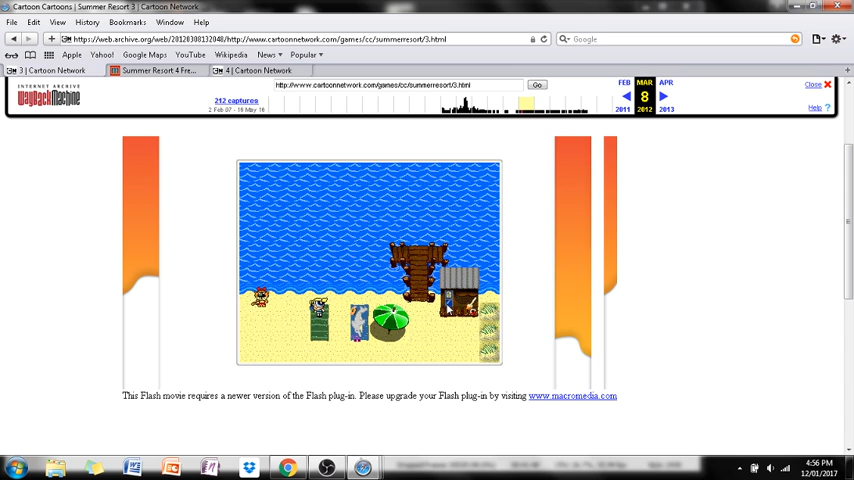 Cartoon Cartoons | Summer Resort 3 | Cartoon Network
File Edit View History Bookmarks Window Help
https://web.archive.org/web/20120308132048/http://www.cartoonnetwork.com/games/cc/summerresort/3.html
Google
Apple Yahoo! Google Maps YouTube Wikipedia News Popular
3 | Cartoon Network
Summer Resort 4 Fre...
4 | Cartoon Network
INTERNET ARCHIVE
WayBackMachine
http://www.cartoonnetwork.com/games/cc/summerresort/3.html
Go
FEB MAR APR
Close
212 captures
8
2 Feb 07 - 18 May 16
2011 2012 2013
Help ?
This Flash movie requires a newer version of the Flash plug-in. Please upgrade your Flash plug-in by visiting www.macromedia.com
4:56 PM
12/01/2017